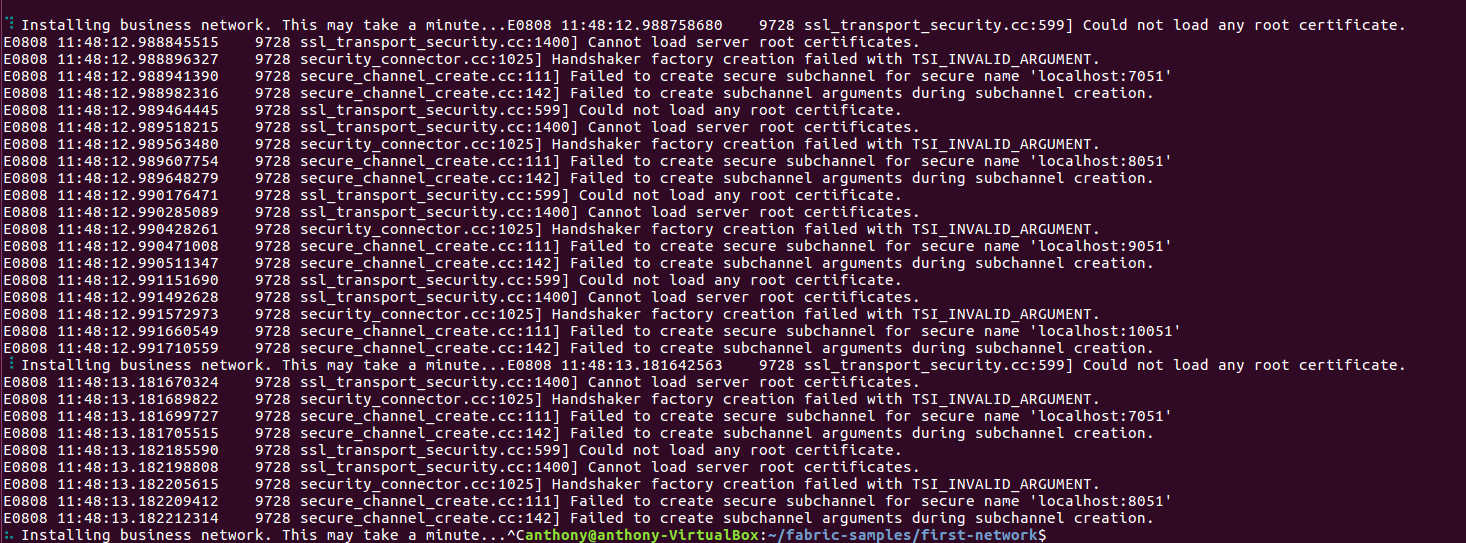 ⠹ Installing business network. This may take a minute...E0808 11:48:12.988758680    9728 ssl_transport_security.cc:599] Could not load any root certificate.
E0808 11:48:12.988845515    9728 ssl_transport_security.cc:1400] Cannot load server root certificates.
E0808 11:48:12.988896327    9728 security_connector.cc:1025] Handshaker factory creation failed with TSI_INVALID_ARGUMENT.
E0808 11:48:12.988941390    9728 secure_channel_create.cc:111] Failed to create secure subchannel for secure name 'localhost:7051'
E0808 11:48:12.988982316    9728 secure_channel_create.cc:142] Failed to create subchannel arguments during subchannel creation.
E0808 11:48:12.989464445    9728 ssl_transport_security.cc:599] Could not load any root certificate.
E0808 11:48:12.989518215    9728 ssl_transport_security.cc:1400] Cannot load server root certificates.
E0808 11:48:12.989563480    9728 security_connector.cc:1025] Handshaker factory creation failed with TSI_INVALID_ARGUMENT.
E0808 11:48:12.989607754    9728 secure_channel_create.cc:111] Failed to create secure subchannel for secure name 'localhost:8051'
E0808 11:48:12.989648279    9728 secure_channel_create.cc:142] Failed to create subchannel arguments during subchannel creation.
E0808 11:48:12.990176471    9728 ssl_transport_security.cc:599] Could not load any root certificate.
E0808 11:48:12.990285089    9728 ssl_transport_security.cc:1400] Cannot load server root certificates.
E0808 11:48:12.990428261    9728 security_connector.cc:1025] Handshaker factory creation failed with TSI_INVALID_ARGUMENT.
E0808 11:48:12.990471008    9728 secure_channel_create.cc:111] Failed to create secure subchannel for secure name 'localhost:9051'
E0808 11:48:12.990511347    9728 secure_channel_create.cc:142] Failed to create subchannel arguments during subchannel creation.
E0808 11:48:12.991151690    9728 ssl_transport_security.cc:599] Could not load any root certificate.
E0808 11:48:12.991492628    9728 ssl_transport_security.cc:1400] Cannot load server root certificates.
E0808 11:48:12.991572973    9728 security_connector.cc:1025] Handshaker factory creation failed with TSI_INVALID_ARGUMENT.
E0808 11:48:12.991660549    9728 secure_channel_create.cc:111] Failed to create secure subchannel for secure name 'localhost:10051'
E0808 11:48:12.991710559    9728 secure_channel_create.cc:142] Failed to create subchannel arguments during subchannel creation.
⠸ Installing business network. This may take a minute...E0808 11:48:13.181642563    9728 ssl_transport_security.cc:599] Could not load any root certificate.
E0808 11:48:13.181670324    9728 ssl_transport_security.cc:1400] Cannot load server root certificates.
E0808 11:48:13.181689822    9728 security_connector.cc:1025] Handshaker factory creation failed with TSI_INVALID_ARGUMENT.
E0808 11:48:13.181699727    9728 secure_channel_create.cc:111] Failed to create secure subchannel for secure name 'localhost:7051'
E0808 11:48:13.181705515    9728 secure_channel_create.cc:142] Failed to create subchannel arguments during subchannel creation.
E0808 11:48:13.182185590    9728 ssl_transport_security.cc:599] Could not load any root certificate.
E0808 11:48:13.182198808    9728 ssl_transport_security.cc:1400] Cannot load server root certificates.
E0808 11:48:13.182205615    9728 security_connector.cc:1025] Handshaker factory creation failed with TSI_INVALID_ARGUMENT.
E0808 11:48:13.182209412    9728 secure_channel_create.cc:111] Failed to create secure subchannel for secure name 'localhost:8051'
E0808 11:48:13.182212314    9728 secure_channel_create.cc:142] Failed to create subchannel arguments during subchannel creation.
⠦ Installing business network. This may take a minute...^Canthony@anthony-VirtualBox:~/fabric-samples/first-network$